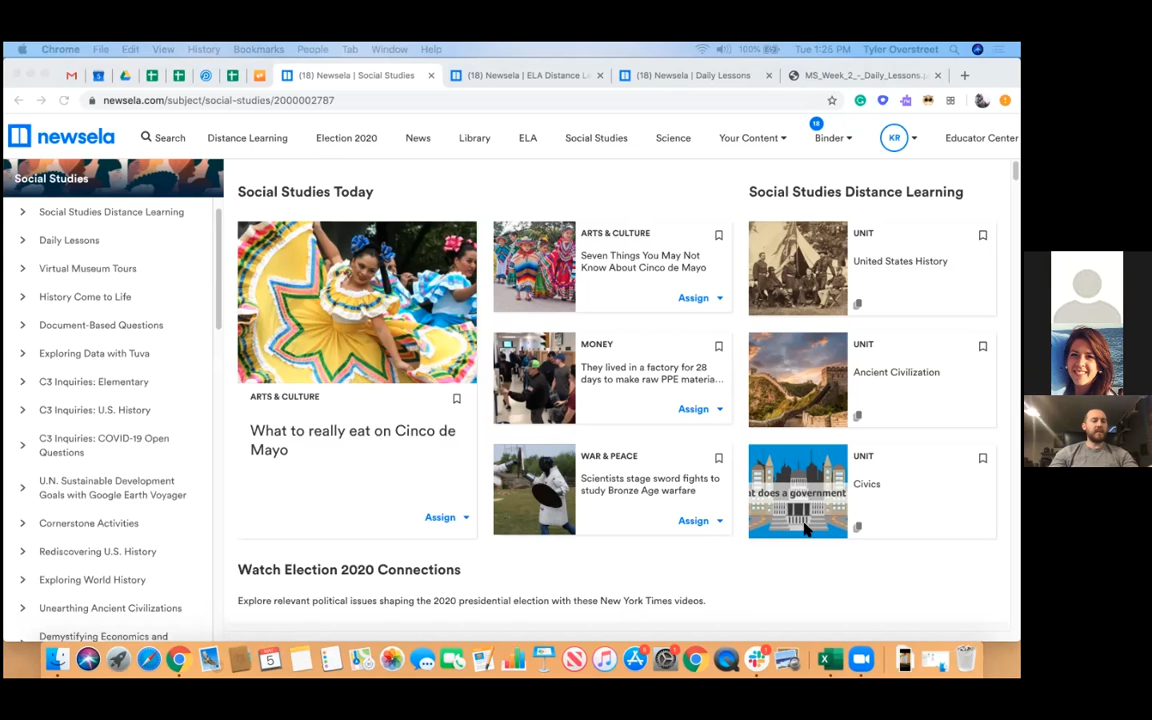 Chrome File Edit View History Bookmarks People Tab Window Help 100% Tue 1:26 PM Tyler Overstreet
(18) Newsela | Social Studies (18) Newsela | ELA Distance L (18) Newsela | Daily Lessons MS_Week_2_-_Daily_Lessons.
newsela.com/subject/social-studies/2000002787
newsela Search Distance Learning Election 2020 News Library ELA Social Studies Science Your Content 18 Binder KR Educator Center
Social Studies
Social Studies Distance Learning
Daily Lessons
Virtual Museum Tours
History Come to Life
Document-Based Questions
Exploring Data with Tuva
C3 Inquiries: Elementary
C3 Inquiries: U.S. History
C3 Inquiries: COVID-19 Open
Questions
U.N. Sustainable Development
Goals with Google Earth Voyager
Cornerstone Activities
Rediscovering U.S. History
Exploring World History
Unearthing Ancient Civilizations
Demystifying Economics and
Social Studies Today
ARTS & CULTURE
What to really eat on Cinco de
Mayo
Assign
ARTS & CULTURE
Seven Things You May Not
Know About Cinco de Mayo
Assign
MONEY
They lived in a factory for 28
days to make raw PPE materia...
Assign
WAR & PEACE
Scientists stage sword fights to
study Bronze Age warfare
Assign
Social Studies Distance Learning
UNIT
United States History
UNIT
Ancient Civilization
UNIT
Civics
t does a government
Watch Election 2020 Connections
Explore relevant political issues shaping the 2020 presidential election with these New York Times videos.
5